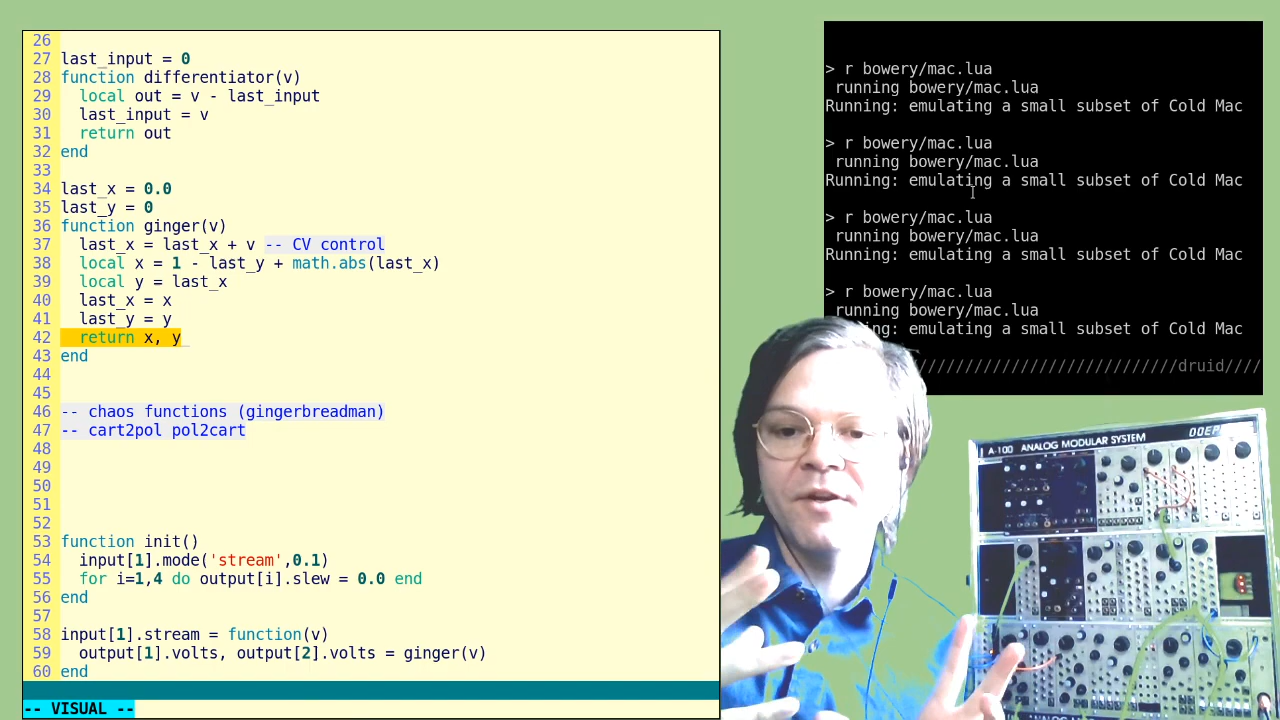 26
27 last_input = 0
28 function differentiator(v)
29   local out = v - last_input
30   last_input = v
31   return out
32 end
33
34 last_x = 0.0
35 last_y = 0
36 function ginger(v)
37   last_x = last_x + v -- CV control
38   local x = 1 - last_y + math.abs(last_x)
39   local y = last_x
40   last_x = x
41   last_y = y
42   return x, y
43 end
44
45
46 -- chaos functions (gingerbreadman)
47 -- cart2pol pol2cart
48
49
50
51
52
53 function init()
54   input[1].mode('stream',0.1)
55   for i=1,4 do output[i].slew = 0.0 end
56 end
57
58 input[1].stream = function(v)
59   output[1].volts, output[2].volts = ginger(v)
60 end
-- VISUAL --
> r bowery/mac.lua
running bowery/mac.lua
Running: emulating a small subset of Cold Mac
> r bowery/mac.lua
running bowery/mac.lua
Running: emulating a small subset of Cold Mac
> r bowery/mac.lua
running bowery/mac.lua
Running: emulating a small subset of Cold Mac
> r bowery/mac.lua
running bowery/mac.lua
ing: emulating a small subset of Cold Mac
///////////////////////////druid////
A-100 ANALOG MODULAR SYSTEM